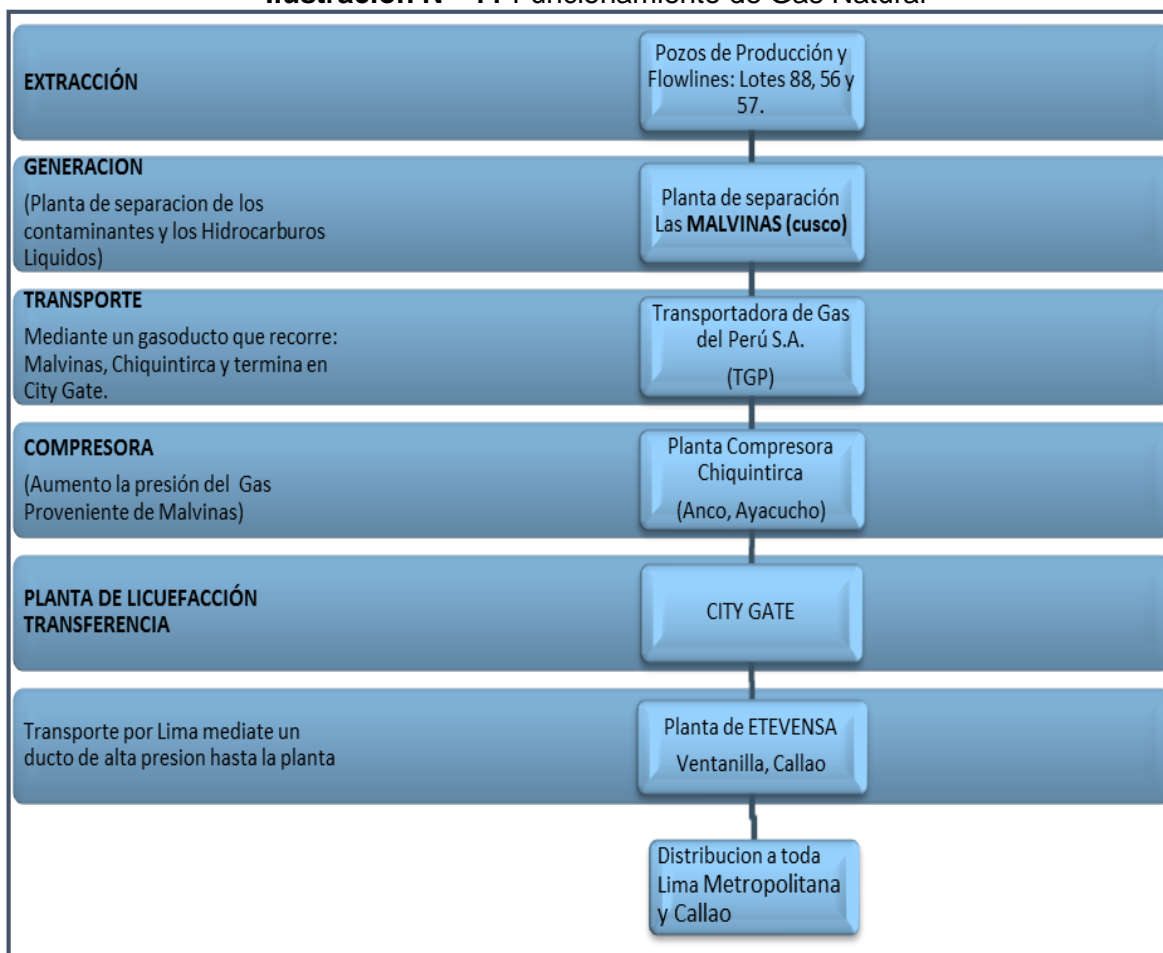 Funcionamiento de Gas Natural
EXTRACCIÓN
Pozos de Producción y
Flowlines: Lotes 88, 56 y
57.
GENERACION
(Planta de separacion de los
contaminantes y los Hidrocarburos
Liquidos)
Planta de separación
Las MALVINAS (cusco)
TRANSPORTE
Mediante un gasoducto que recorre:
Malvinas, Chiquintirca y termina en
City Gate.
Transportadora de Gas
del Perú S.A.
(TGP)
COMPRESORA
(Aumento la presión del Gas
Proveniente de Malvinas)
Planta Compresora
Chiquintirca
(Anco, Ayacucho)
PLANTA DE LICUEFACCIÓN
TRANSFERENCIA
CITY GATE
Transporte por Lima mediate un
ducto de alta presion hasta la planta
Planta de ETEVENSA
Ventanilla, Callao
Distribucion a toda
Lima Metropolitana
y Callao